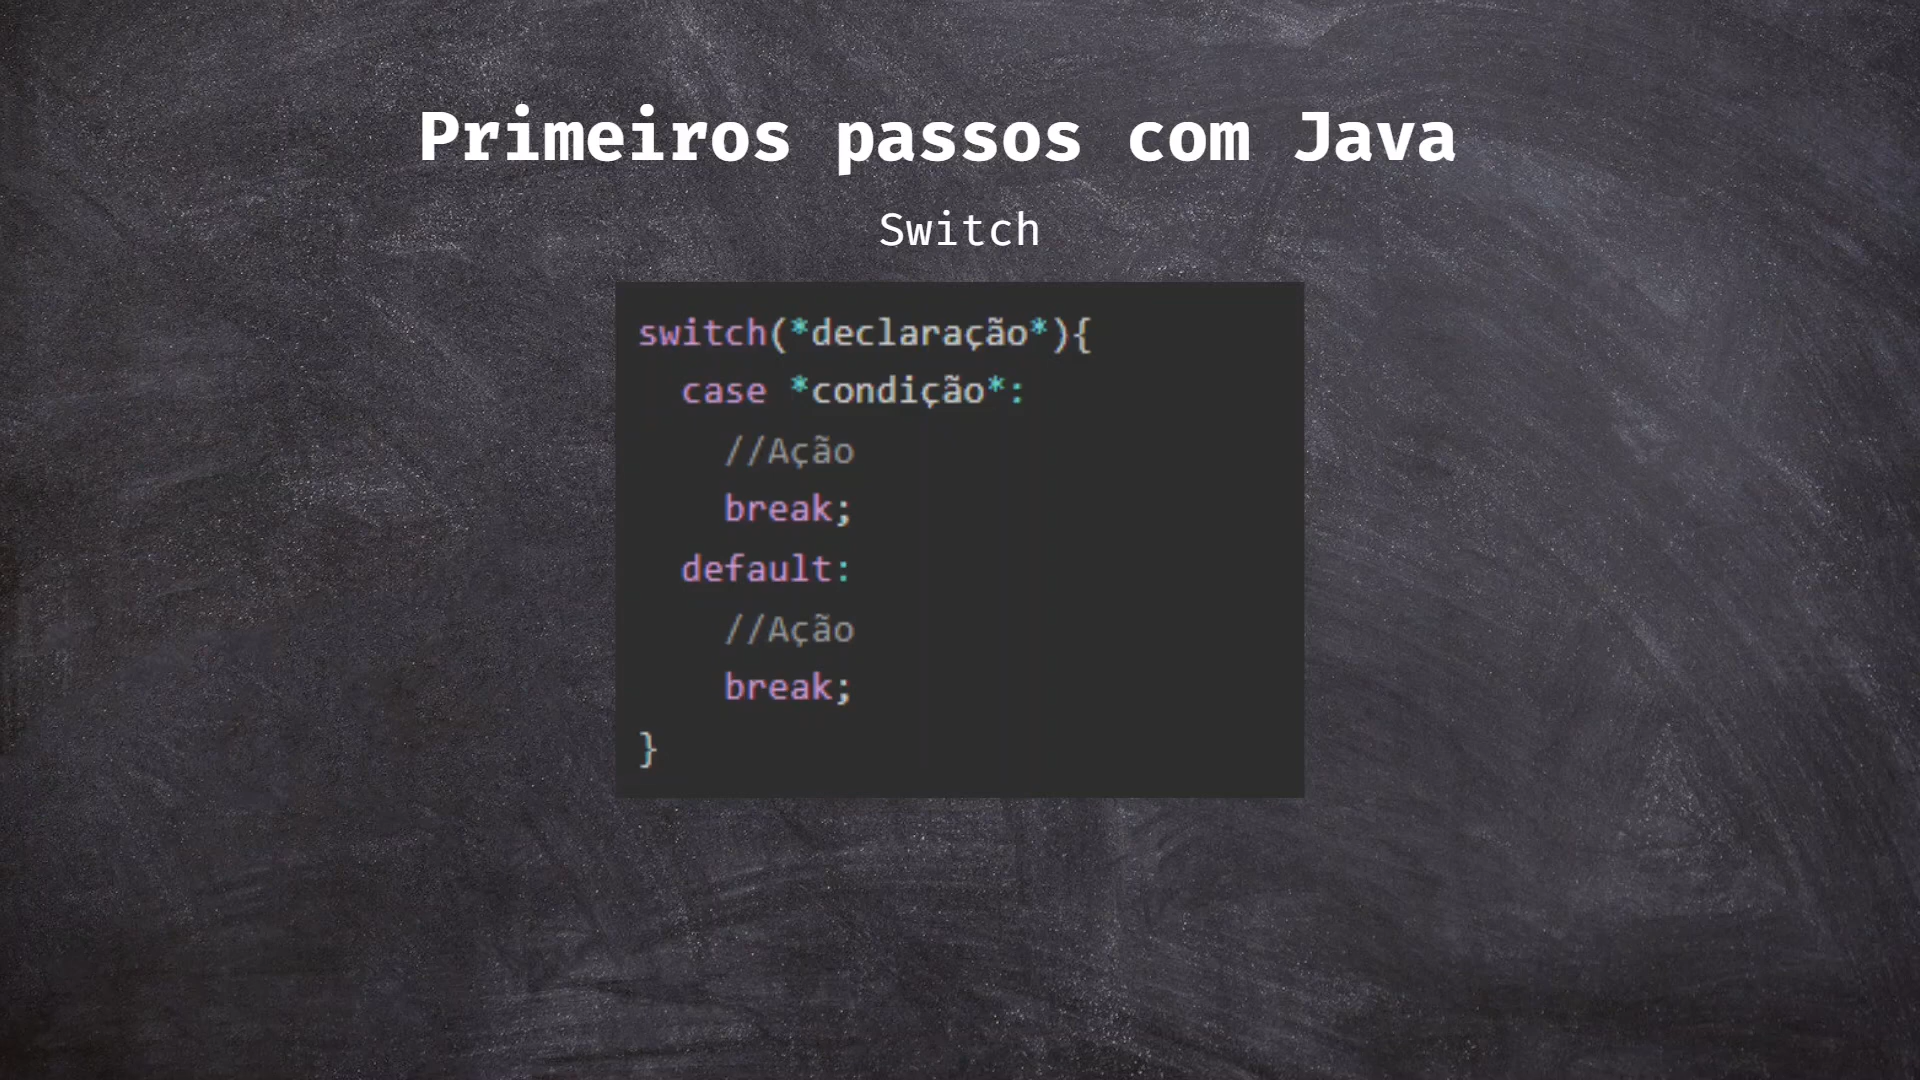 Primeiros passos com Java
Switch
switch(*declaração*){
case *condição*:
//Ação
break;
default:
//Ação
break;
}